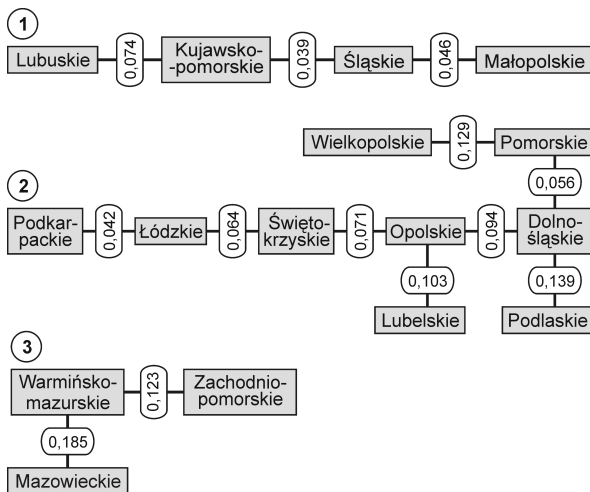 1
Lubuskie
0,074
Kujawsko-
-pomorskie
0,039
Śląskie
0,046
Małopolskie
Wielkopolskie
0,129
Pomorskie
0,056
2
Podkar-
packie
0,042
Łódzkie
0,064
Święto-
krzyskie
0,071
Opolskie
0,094
Dolno-
śląskie
0,103
0,139
Lubelskie
Podlaskie
3
Warmińsko-
mazurskie
0,123
Zachodnio-
pomorskie
0,185
Mazowieckie